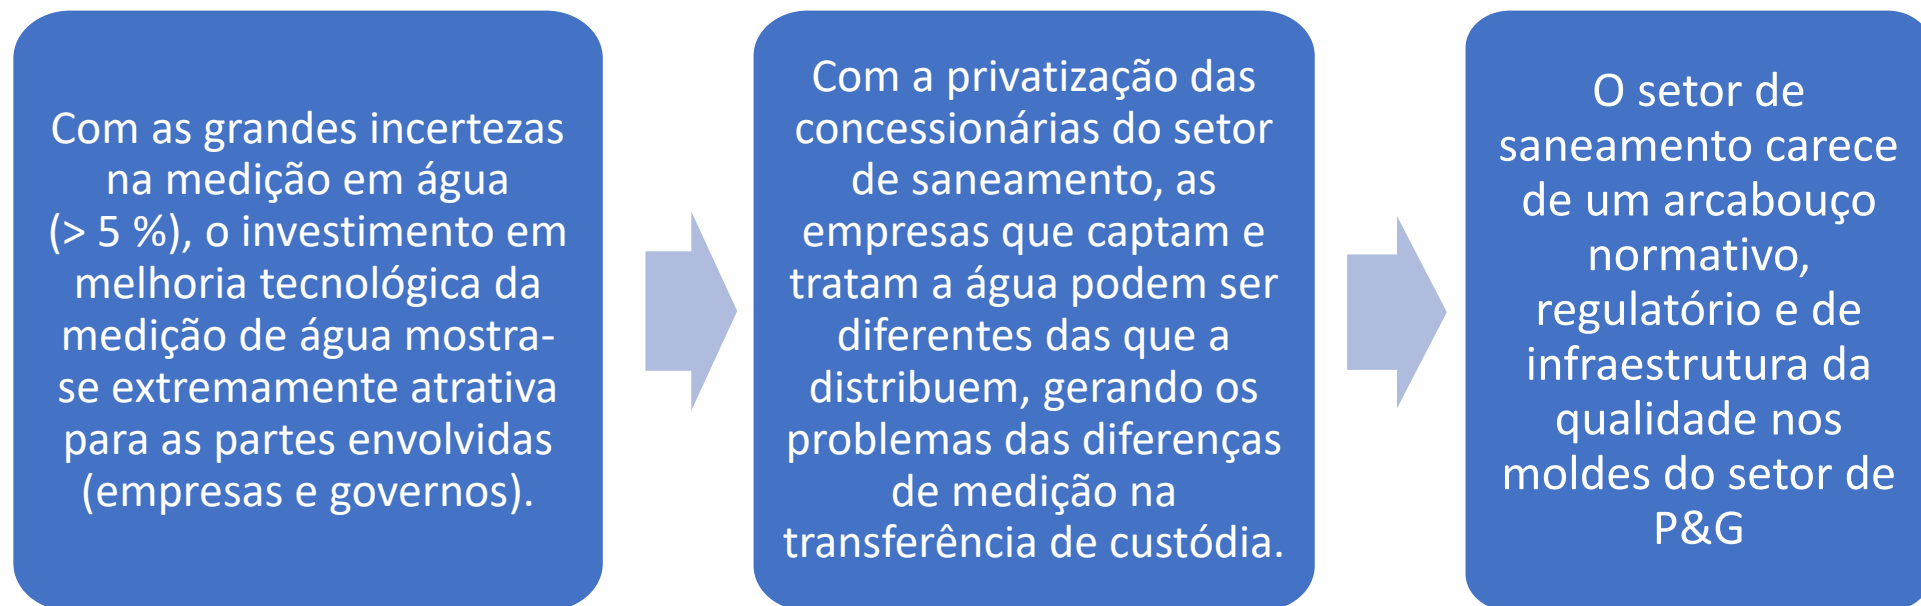 Com as grandes incertezas
na medição em água
(> 5 %), o investimento em
melhoria tecnológica da
medição de água mostra-
se extremamente atrativa
para as partes envolvidas
(empresas e governos).
Com a privatização das
concessionárias do setor
de saneamento, as
empresas que captam e
tratam a água podem ser
diferentes das que a
distribuem, gerando os
problemas das diferenças
de medição na
transferência de custódia.
O setor de
saneamento carece
de um arcabouço
normativo,
regulatório e de
infraestrutura da
qualidade nos
moldes do setor de
P&G